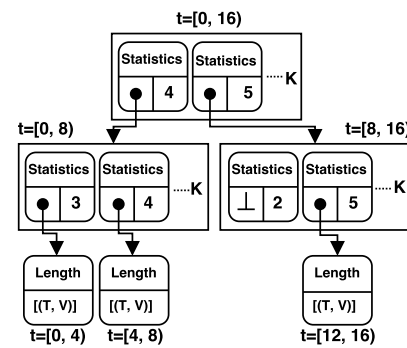 t=[0, 16)
Statistics Statistics
4 5 ······ K
t=[0, 8) t=[8, 16)
Statistics Statistics Statistics Statistics
3 4 ······K ⊥ 2 5 ······K
Length Length Length
[(T, V)] [(T, V)] [(T, V)]
t=[0, 4) t=[4, 8) t=[12, 16)